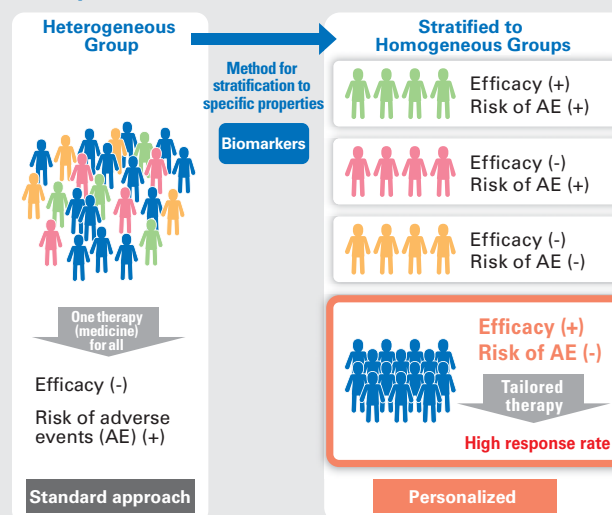 Heterogeneous
Group
Method for
stratification to
specific properties
Biomarkers
One therapy
(medicine)
for all
Efficacy (-)
Risk of adverse
events (AE) (+)
Standard approach
Stratified to
Homogeneous Groups
Efficacy (+)
Risk of AE (+)
Efficacy (-)
Risk of AE (+)
Efficacy (-)
Risk of AE (-)
Efficacy (+)
Risk of AE (-)
Tailored
therapy
High response rate
Personalized